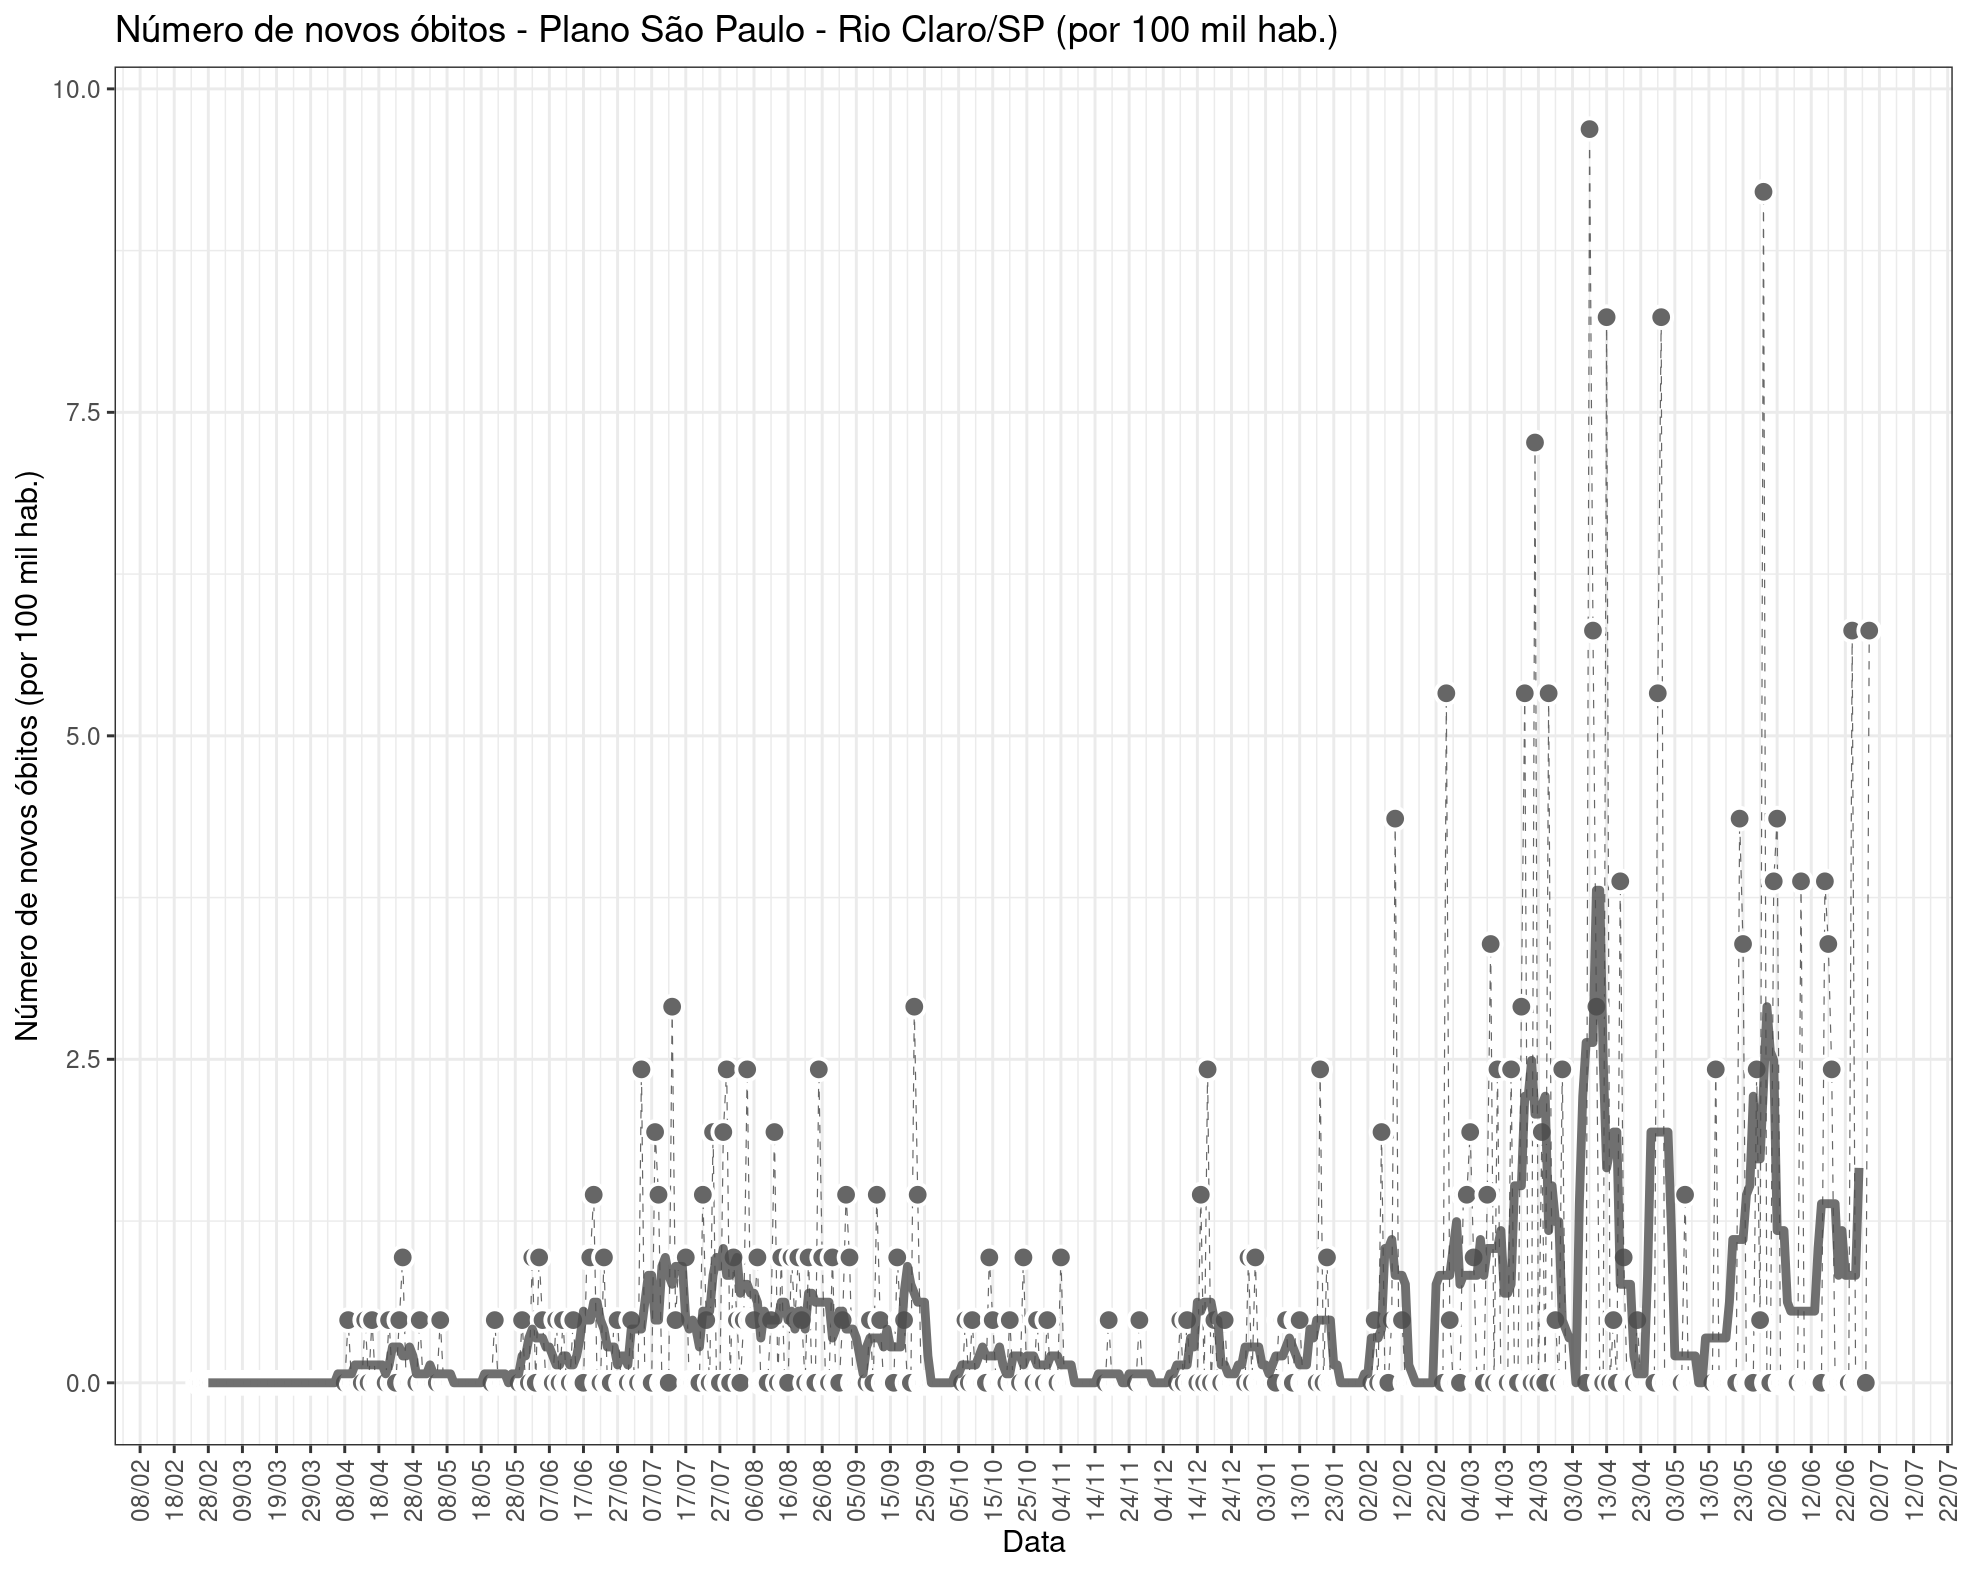 Número de novos óbitos - Plano São Paulo - Rio Claro/SP (por 100 mil hab.)
Número de novos óbitos (por 100 mil hab.)
10.0
7.5
5.0
2.5
0.0
08/02 18/02 28/02 09/03 19/03 29/03 08/04 18/04 28/04 08/05 18/05 28/05 07/06 17/06 27/06 07/07 17/07 27/07 06/08 16/08 26/08 05/09 15/09 25/09 05/10 15/10 25/10 04/11 14/11 24/11 04/12 14/12 24/12 03/01 13/01 23/01 02/02 12/02 22/02 04/03 14/03 24/03 03/04 13/04 23/04 03/05 13/05 23/05 02/06 12/06 22/06 02/07 12/07 22/07
Data